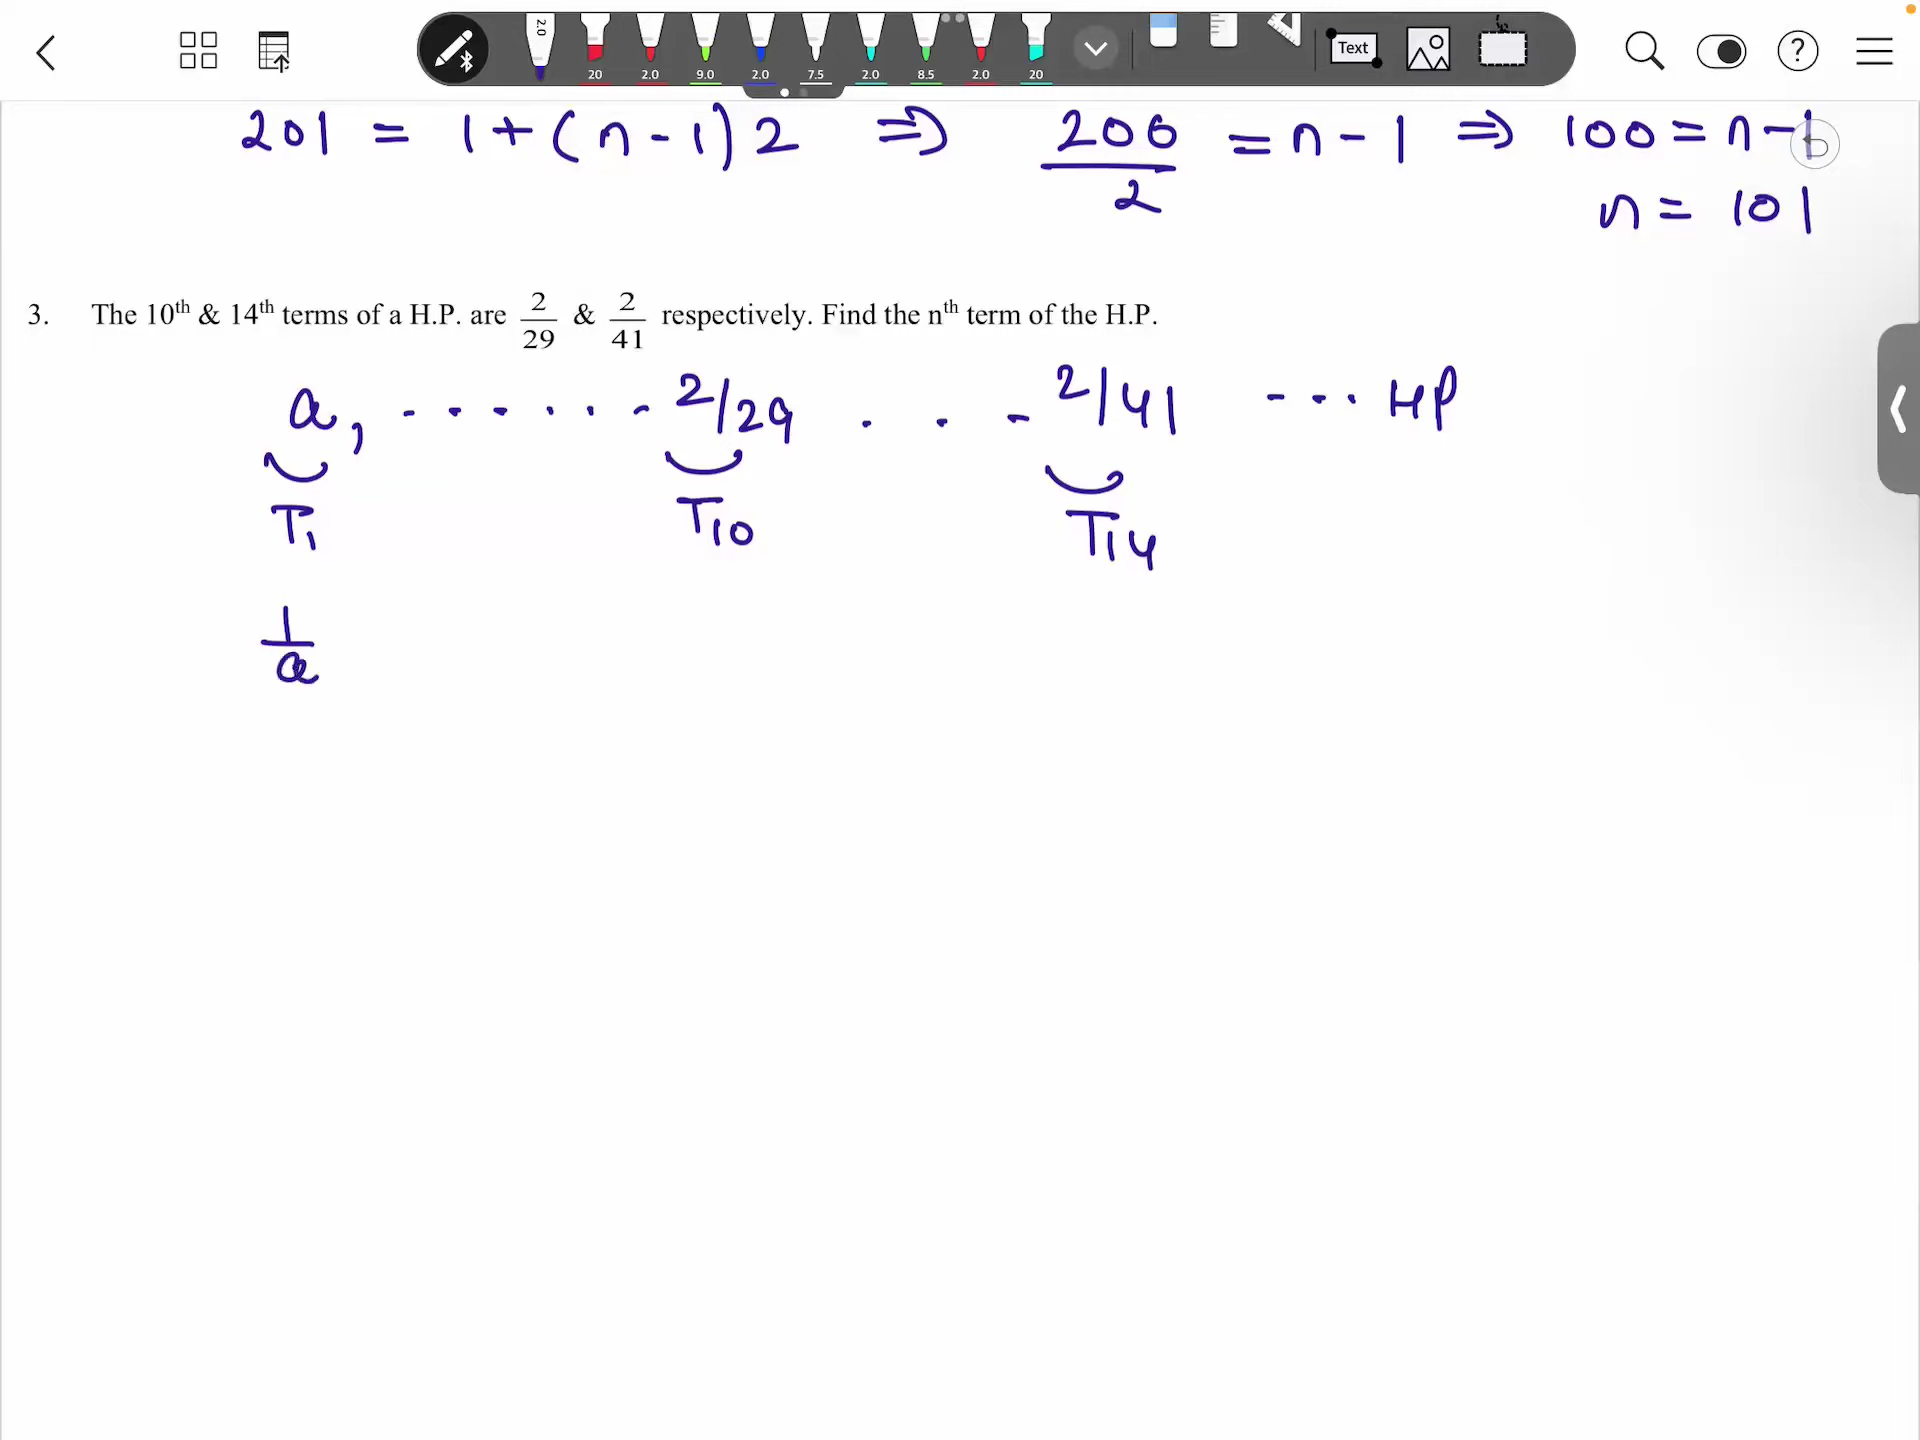 2.0 20 2.0 9.0 2.0 7.5 2.0 8.5 2.0 20 Text ?
201 = 1 + (n - 1) 2 ⇒ 200/2 = n - 1 ⇒ 100 = n - 1
n = 101
3. The 10th & 14th terms of a H.P. are 2/29 & 2/41 respectively. Find the nth term of the H.P.
a, ....... 2/29 . . . 2/41 --- HP
T1 T10 T14
1/a